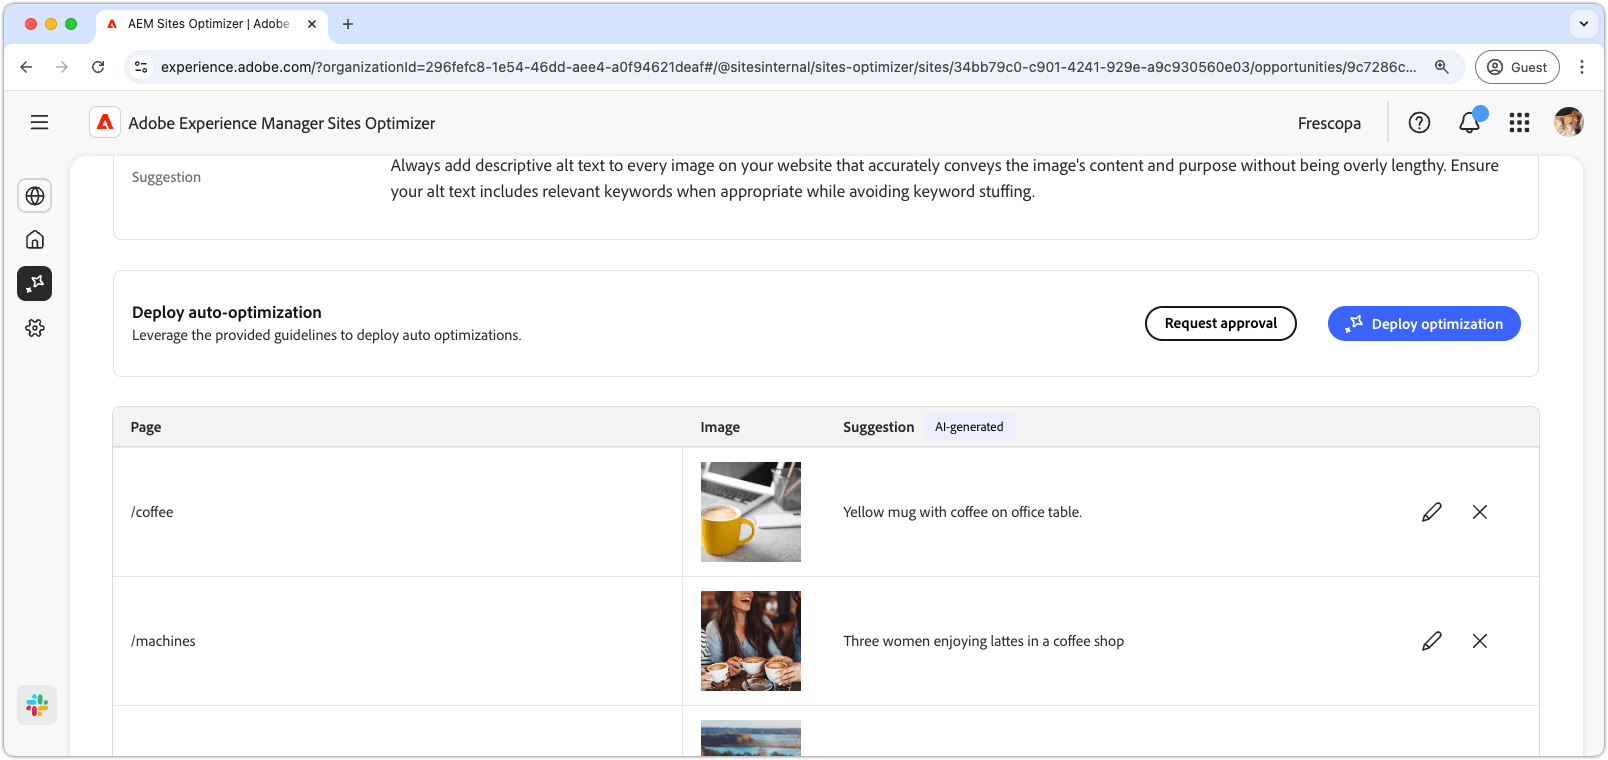 AEM Sites Optimizer | Adobe
experience.adobe.com/?organizationId=296fefc8-1e54-46dd-aee4-a0f94621deaf#/@sitesinternal/sites-optimizer/sites/34bb79c0-c901-4241-929e-a9c930560e03/opportunities/9c7286c...
Guest
Adobe Experience Manager Sites Optimizer
Frescopa
Suggestion
Always add descriptive alt text to every image on your website that accurately conveys the image's content and purpose without being overly lengthy. Ensure
your alt text includes relevant keywords when appropriate while avoiding keyword stuffing.
Deploy auto-optimization
Leverage the provided guidelines to deploy auto optimizations.
Request approval
Deploy optimization
Page
Image
Suggestion
AI-generated
/coffee
Yellow mug with coffee on office table.
/machines
Three women enjoying lattes in a coffee shop